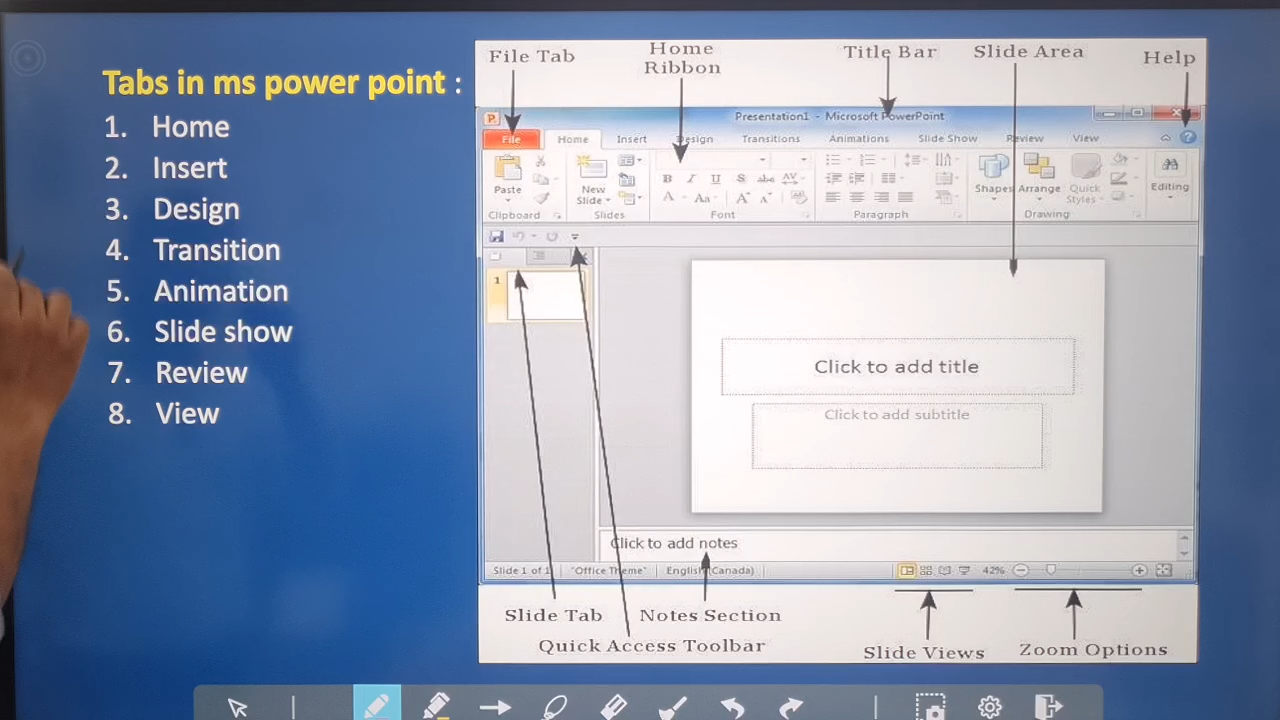 Tabs in ms power point :
1. Home
2. Insert
3. Design
4. Transition
5. Animation
6. Slide show
7. Review
8. View
File Tab
Home Ribbon
Title Bar
Slide Area
Help
Presentation1 - Microsoft PowerPoint
File Home Insert Design Transitions Animations Slide Show Review View
Paste
New Slide
Shapes Arrange Quick Styles
Editing
B I U S abc AV
A Aa A A
Clipboard Slides Font Paragraph Drawing
1
Click to add title
Click to add subtitle
Click to add notes
Slide 1 of 1 "Office Theme" English (Canada) 42%
Slide Tab
Notes Section
Quick Access Toolbar
Slide Views
Zoom Options